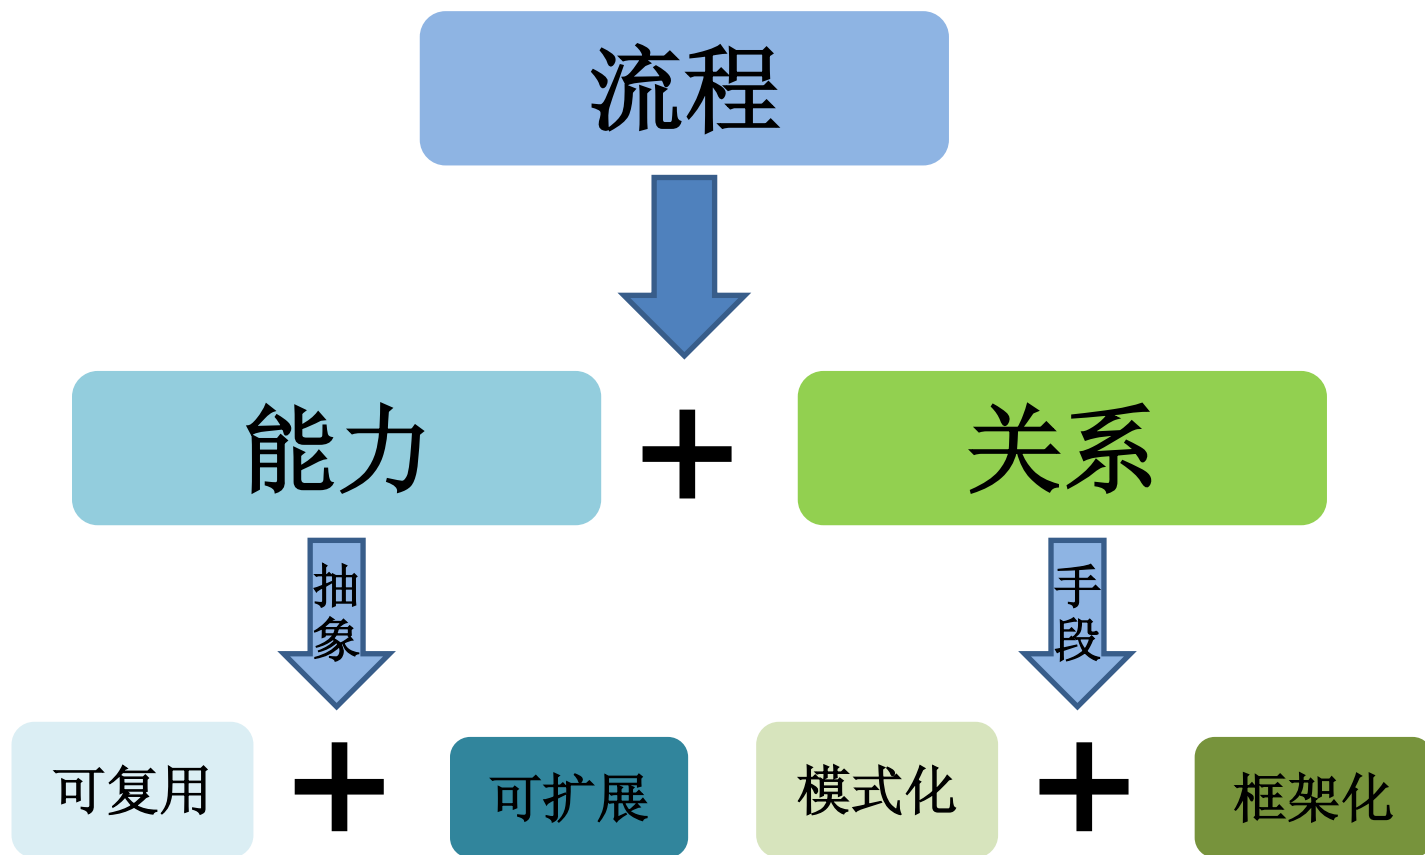 流程
能力
+
关系
抽象
手段
可复用
+
可扩展
模式化
+
框架化